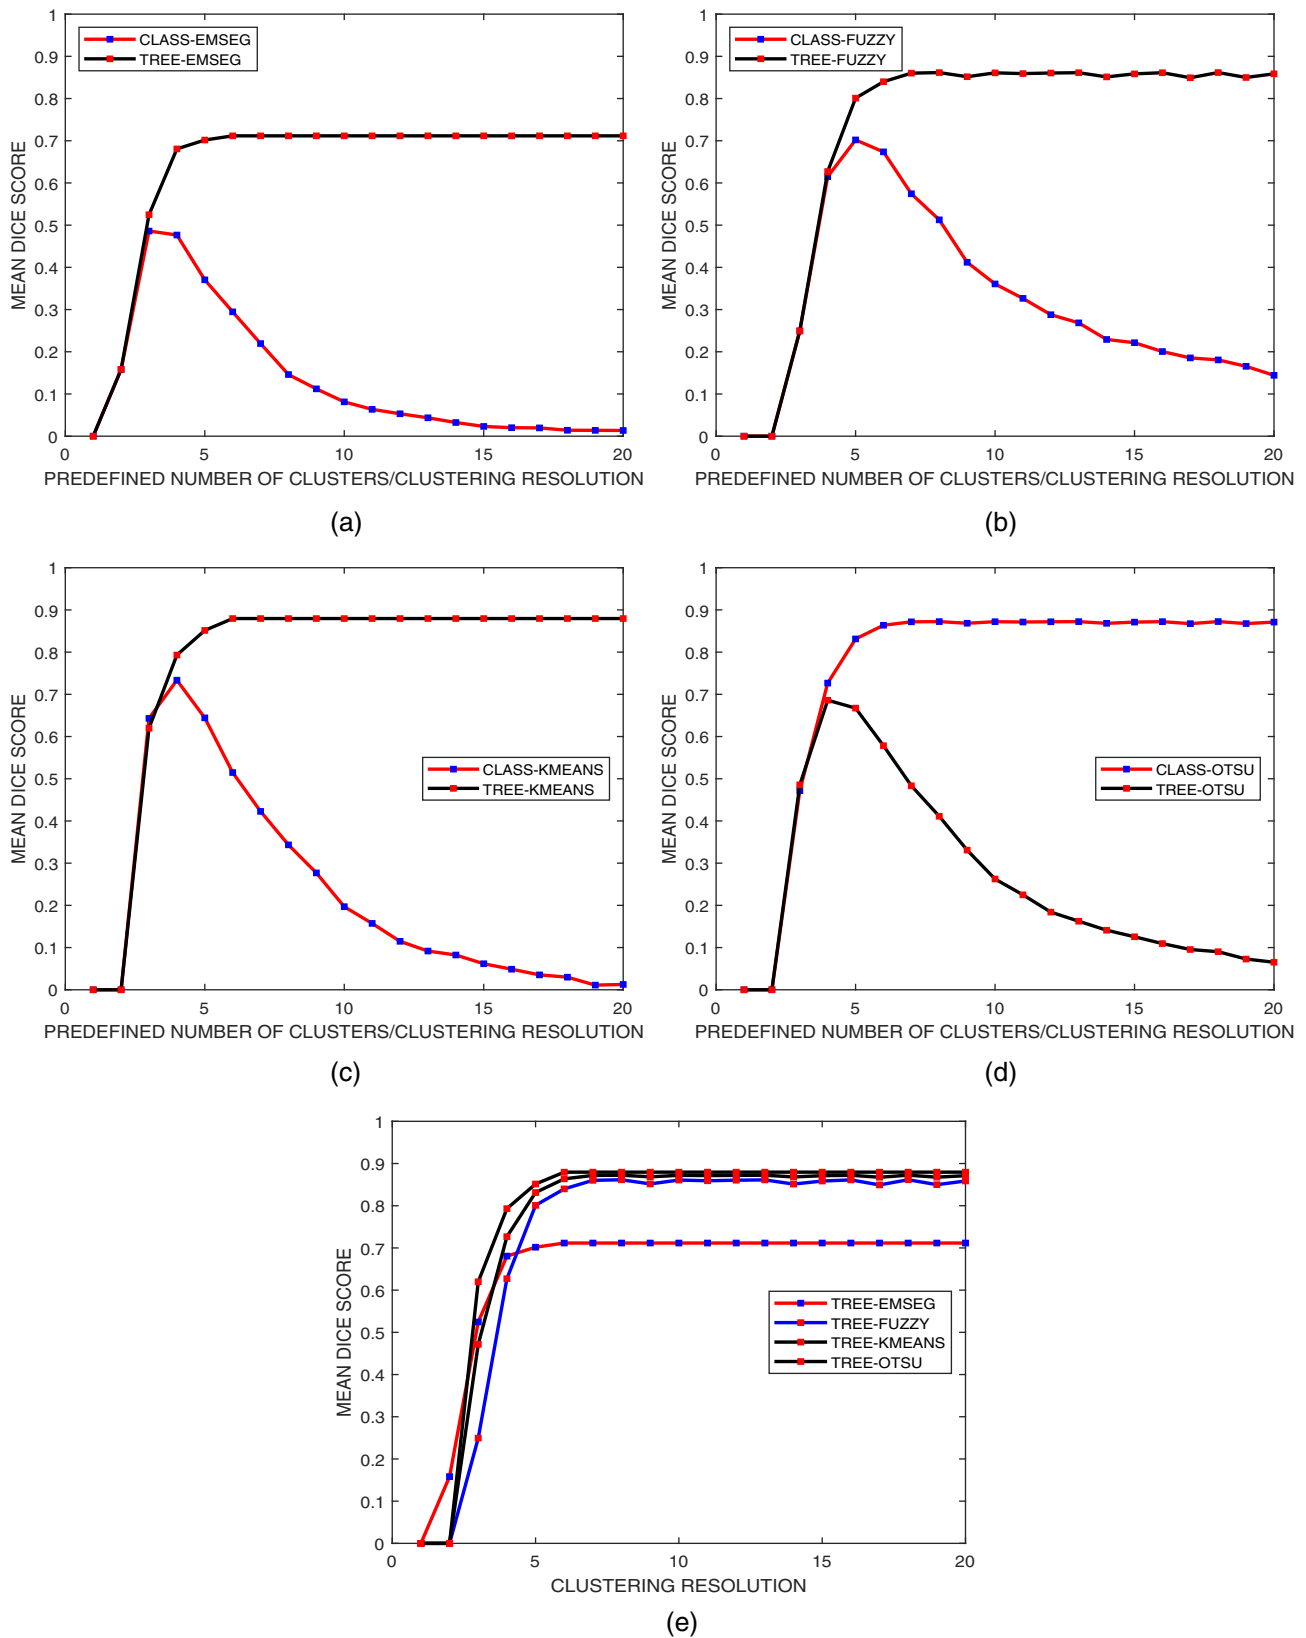 CLASS-EMSEG
TREE-EMSEG
1
0.9
0.8
0.7
0.6
0.5
0.4
0.3
0.2
0.1
0
MEAN DICE SCORE
0 5 10 15 20
PREDEFINED NUMBER OF CLUSTERS/CLUSTERING RESOLUTION
(a)
CLASS-FUZZY
TREE-FUZZY
1
0.9
0.8
0.7
0.6
0.5
0.4
0.3
0.2
0.1
0
MEAN DICE SCORE
0 5 10 15 20
PREDEFINED NUMBER OF CLUSTERS/CLUSTERING RESOLUTION
(b)
1
0.9
0.8
0.7
0.6
0.5
0.4
0.3
0.2
0.1
0
MEAN DICE SCORE
CLASS-KMEANS
TREE-KMEANS
0 5 10 15 20
PREDEFINED NUMBER OF CLUSTERS/CLUSTERING RESOLUTION
(c)
1
0.9
0.8
0.7
0.6
0.5
0.4
0.3
0.2
0.1
0
MEAN DICE SCORE
CLASS-OTSU
TREE-OTSU
0 5 10 15 20
PREDEFINED NUMBER OF CLUSTERS/CLUSTERING RESOLUTION
(d)
1
0.9
0.8
0.7
0.6
0.5
0.4
0.3
0.2
0.1
0
MEAN DICE SCORE
TREE-EMSEG
TREE-FUZZY
TREE-KMEANS
TREE-OTSU
0 5 10 15 20
CLUSTERING RESOLUTION
(e)